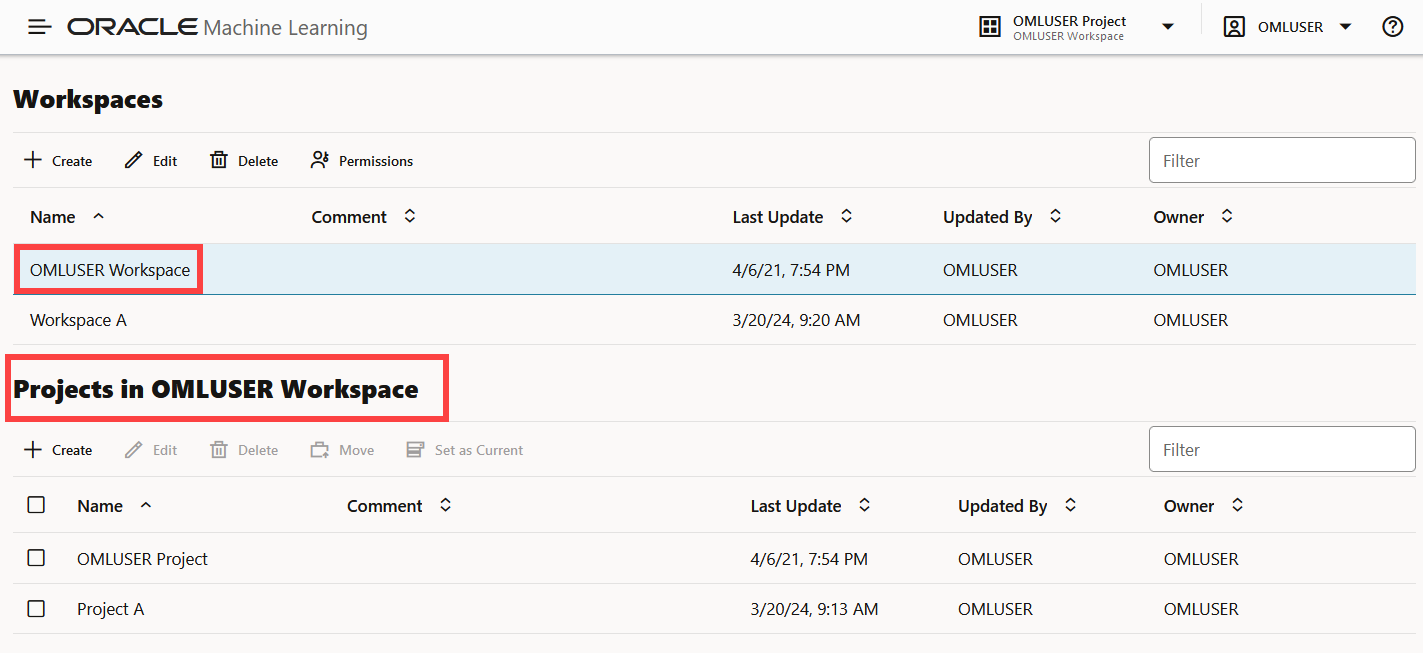 ORACLE Machine Learning
OMLUSER Project
OMLUSER Workspace
OMLUSER
Workspaces
Create Edit Delete Permissions Filter
Name Comment Last Update Updated By Owner
OMLUSER Workspace 4/6/21, 7:54 PM OMLUSER OMLUSER
Workspace A 3/20/24, 9:20 AM OMLUSER OMLUSER
Projects in OMLUSER Workspace
Create Edit Delete Move Set as Current Filter
Name Comment Last Update Updated By Owner
OMLUSER Project 4/6/21, 7:54 PM OMLUSER OMLUSER
Project A 3/20/24, 9:13 AM OMLUSER OMLUSER